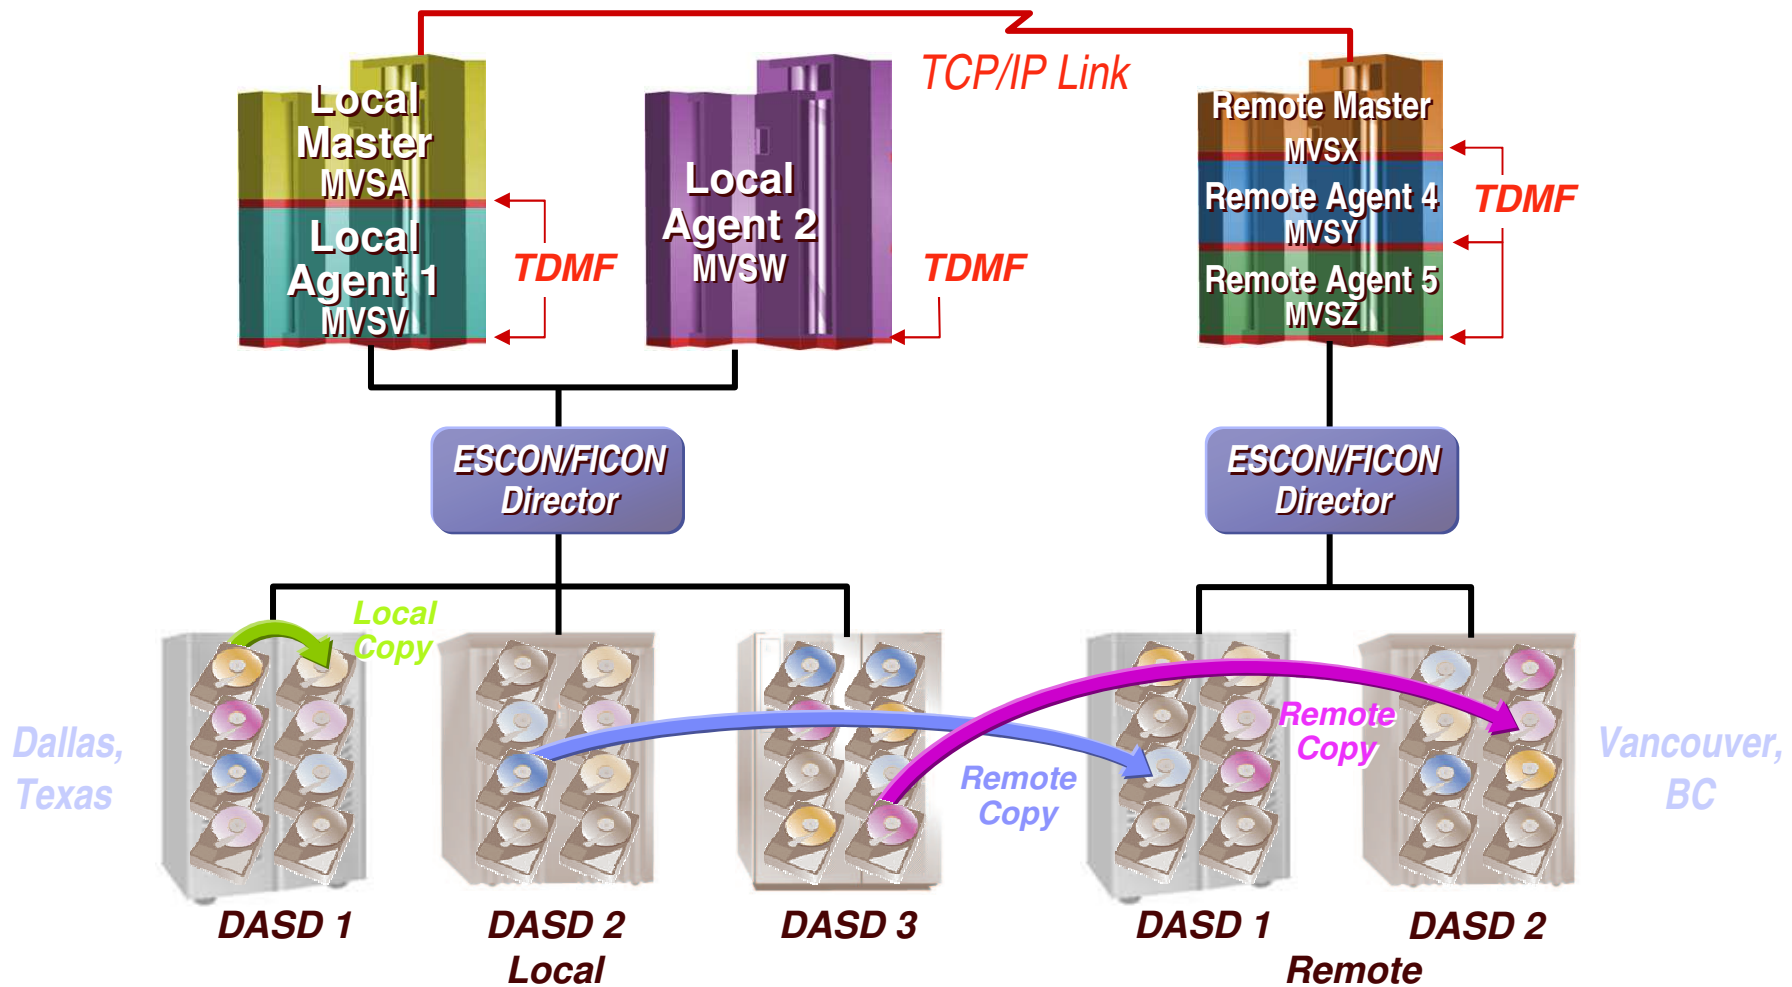 TCP/IP Link
Local
Master
MVSA
Local
Agent 1
MVSV
TDMF
Local
Agent 2
MVSW
TDMF
Remote Master
MVSX
Remote Agent 4
MVSY
Remote Agent 5
MVSZ
TDMF
ESCON/FICON
Director
ESCON/FICON
Director
Local
Copy
Dallas,
Texas
Remote
Copy
Remote
Copy
Vancouver,
BC
DASD 1
DASD 2
DASD 3
DASD 1
DASD 2
Local
Remote